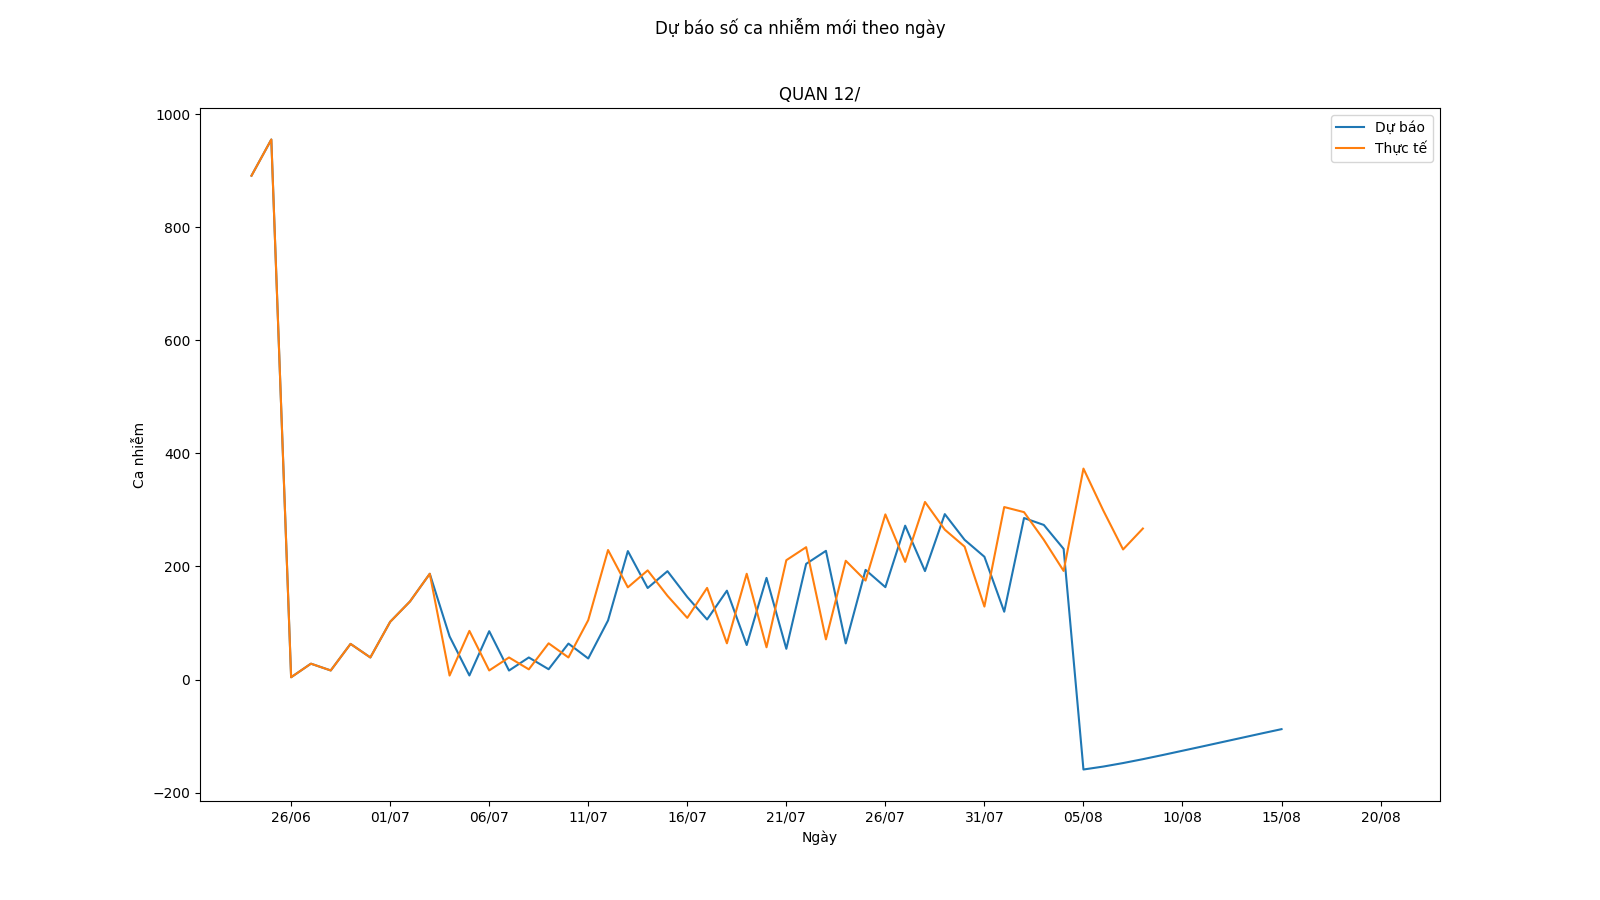 Dự báo số ca nhiễm mới theo ngày
QUAN 12/
Dự báo
Thực tế
1000
800
600
400
200
0
−200
Ca nhiễm
26/06 01/07 06/07 11/07 16/07 21/07 26/07 31/07 05/08 10/08 15/08 20/08
Ngày